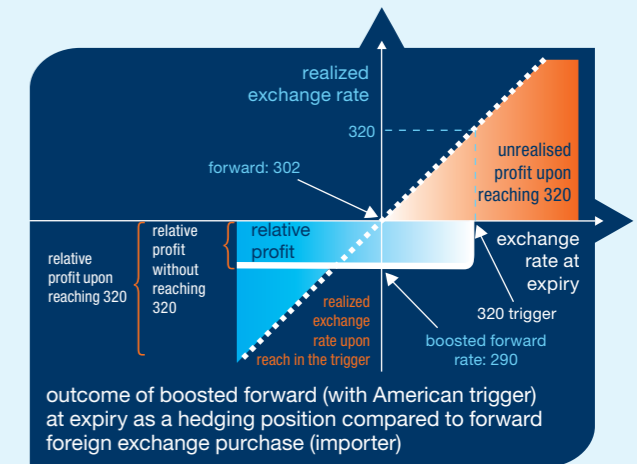 realized
exchange rate
320
forward: 302
unrealised
profit upon
reaching 320
relative
profit
relative
profit
without
reaching
320
relative
profit upon
reaching 320
exchange
rate at
expiry
320 trigger
realized
exchange
rate upon
reach in the trigger
boosted forward
rate: 290
outcome of boosted forward (with American trigger)
at expiry as a hedging position compared to forward
foreign exchange purchase (importer)